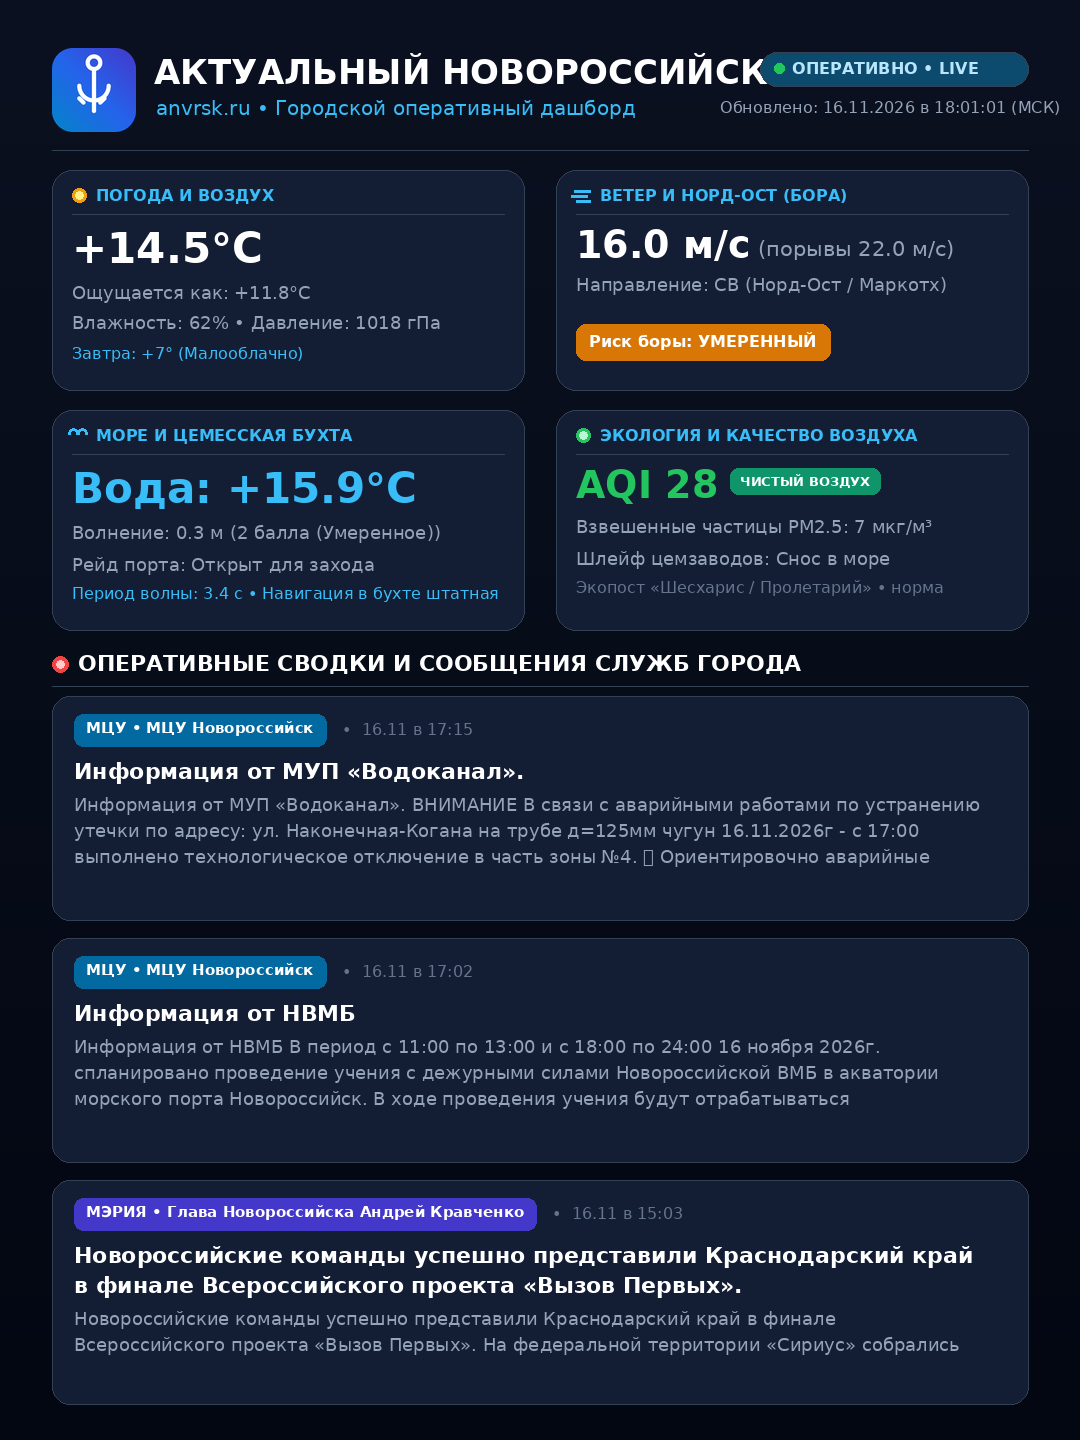 АКТУАЛЬНЫЙ НОВОРОССИЙСК
ОПЕРАТИВНО • LIVE
anvrsk.ru • Городской оперативный дашборд
Обновлено: 16.11.2026 в 18:01:01 (МСК)
ПОГОДА И ВОЗДУХ
+14.5°C
Ощущается как: +11.8°C
Влажность: 62% • Давление: 1018 гПа
Завтра: +7° (Малооблачно)
ВЕТЕР И НОРД-ОСТ (БОРА)
16.0 м/с (порывы 22.0 м/с)
Направление: СВ (Норд-Ост / Маркотх)
Риск боры: УМЕРЕННЫЙ
МОРЕ И ЦЕМЕССКАЯ БУХТА
Вода: +15.9°C
Волнение: 0.3 м (2 балла (Умеренное))
Рейд порта: Открыт для захода
Период волны: 3.4 с • Навигация в бухте штатная
ЭКОЛОГИЯ И КАЧЕСТВО ВОЗДУХА
AQI 28 ЧИСТЫЙ ВОЗДУХ
Взвешенные частицы PM2.5: 7 мкг/м³
Шлейф цемзаводов: Снос в море
Экопост «Шесхарис / Пролетарий» • норма
ОПЕРАТИВНЫЕ СВОДКИ И СООБЩЕНИЯ СЛУЖБ ГОРОДА
МЦУ • МЦУ Новороссийск • 16.11 в 17:15
Информация от МУП «Водоканал».
Информация от МУП «Водоканал». ВНИМАНИЕ В связи с аварийными работами по устранению
утечки по адресу: ул. Наконечная-Когана на трубе д=125мм чугун 16.11.2026г - с 17:00
выполнено технологическое отключение в часть зоны №4. Ориентировочно аварийные
МЦУ • МЦУ Новороссийск • 16.11 в 17:02
Информация от НВМБ
Информация от НВМБ В период с 11:00 по 13:00 и с 18:00 по 24:00 16 ноября 2026г.
спланировано проведение учения с дежурными силами Новороссийской ВМБ в акватории
морского порта Новороссийск. В ходе проведения учения будут отрабатываться
МЭРИЯ • Глава Новороссийска Андрей Кравченко • 16.11 в 15:03
Новороссийские команды успешно представили Краснодарский край
в финале Всероссийского проекта «Вызов Первых».
Новороссийские команды успешно представили Краснодарский край в финале
Всероссийского проекта «Вызов Первых». На федеральной территории «Сириус» собрались